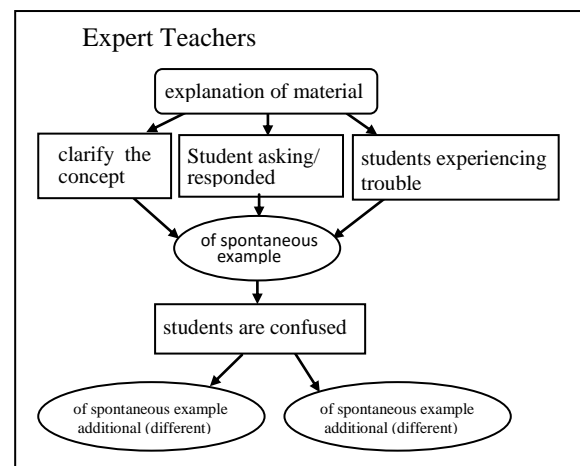 Expert Teachers
explanation of material
clarify the
concept
Student asking/
responded
students experiencing
trouble
of spontaneous
example
students are confused
of spontaneous example
additional (different)
of spontaneous example
additional (different)